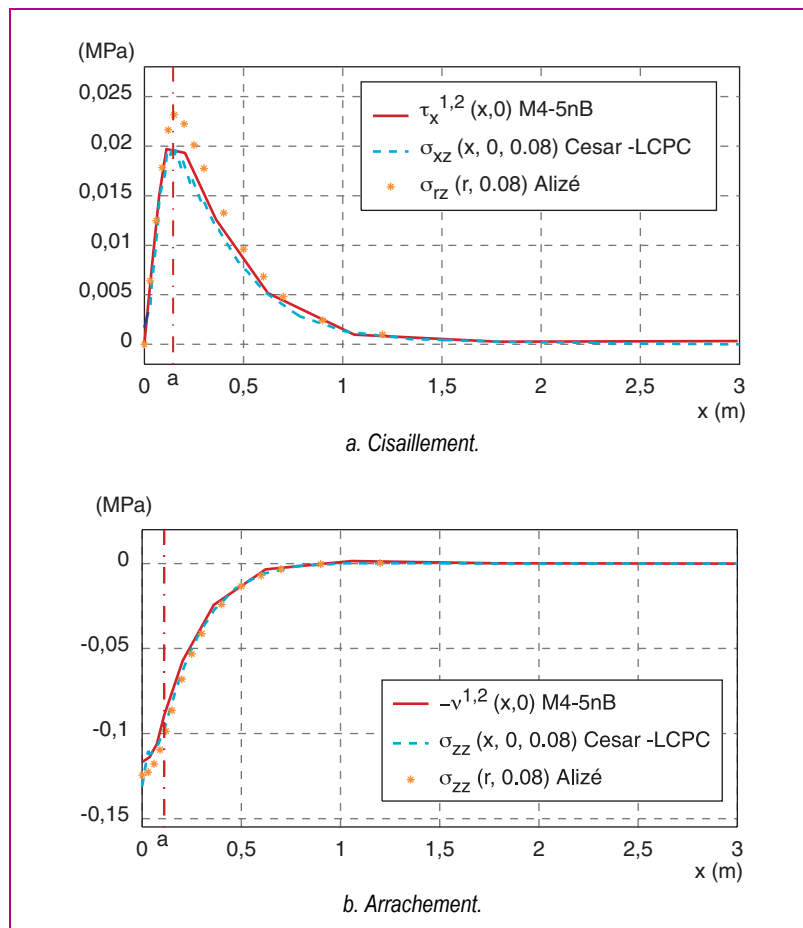 (MPa)
0,025
0,02
0,015
0,01
0,005
0
τx1,2 (x,0) M4-5nB
σxz (x, 0, 0.08) Cesar -LCPC
σrz (r, 0.08) Alizé
0 a 0,5 1 1,5 2 2,5 3
x (m)
a. Cisaillement.
(MPa)
0
-0,05
-0,1
-0,15
−ν1,2 (x,0) M4-5nB
σzz (x, 0, 0.08) Cesar -LCPC
σzz (r, 0.08) Alizé
0 a 0,5 1 1,5 2 2,5 3
x (m)
b. Arrachement.